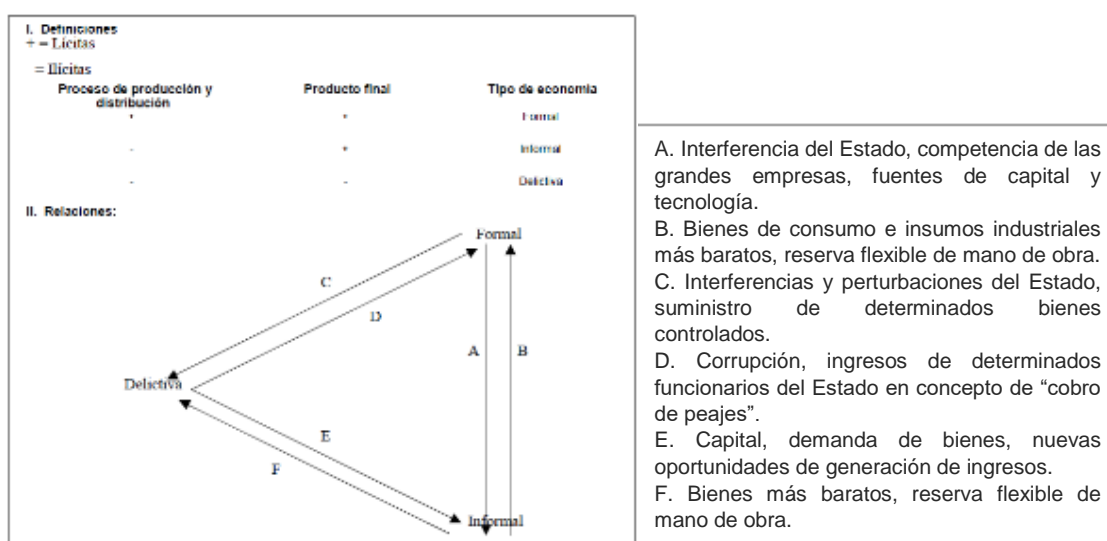 I. Definiciones
+ = Lícitas
= Ilícitas
Proceso de producción y distribución
Producto final
Tipo de economía
+ + Formal
- + Informal
- - Delictiva
II. Relaciones:
Formal
C
D
A B
Delictiva
E
F
Informal
A. Interferencia del Estado, competencia de las
grandes empresas, fuentes de capital y
tecnología.
B. Bienes de consumo e insumos industriales
más baratos, reserva flexible de mano de obra.
C. Interferencias y perturbaciones del Estado,
suministro de determinados bienes
controlados.
D. Corrupción, ingresos de determinados
funcionarios del Estado en concepto de “cobro
de peajes”.
E. Capital, demanda de bienes, nuevas
oportunidades de generación de ingresos.
F. Bienes más baratos, reserva flexible de
mano de obra.